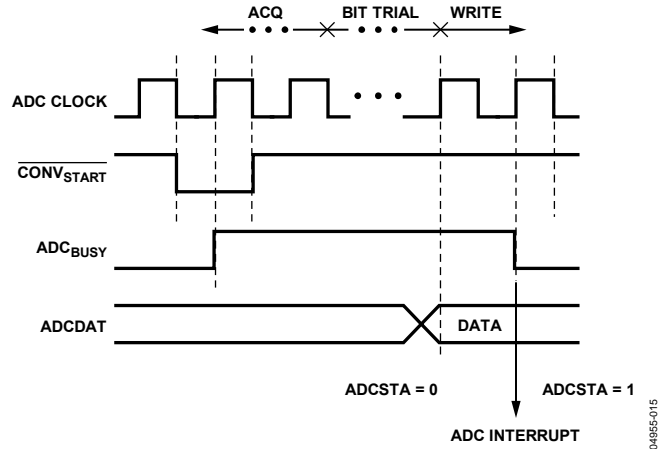 ACQ BIT TRIAL WRITE
ADC CLOCK
CONVSTART
ADCBUSY
ADCDAT DATA
ADCSTA = 0 ADCSTA = 1
ADC INTERRUPT
04955-015